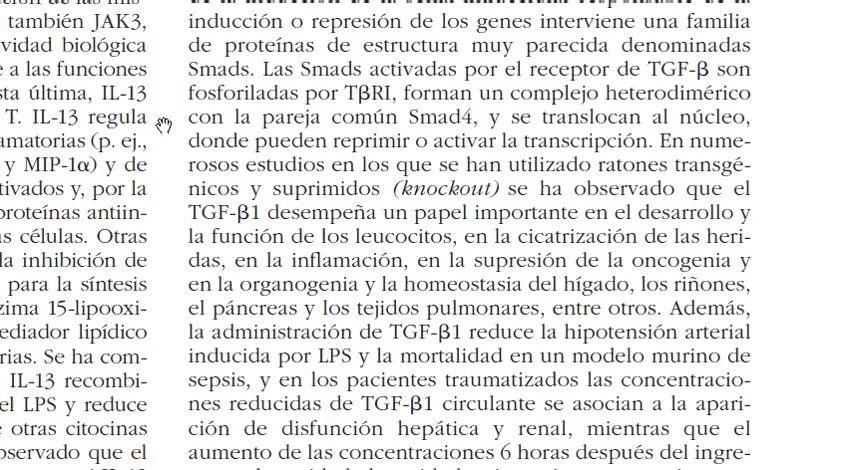 también JAK3,
vidad biológica
a las funciones
sta última, IL-13
T. IL-13 regula
amatorias (p. ej.,
y MIP-1α) y de
tivados y, por la
proteínas antiin-
as células. Otras
la inhibición de
para la síntesis
zima 15-lipooxi-
ediador lipídico
rias. Se ha com-
IL-13 recombi-
el LPS y reduce
otras citocinas
bservado que el
inducción o represión de los genes interviene una familia
de proteínas de estructura muy parecida denominadas
Smads. Las Smads activadas por el receptor de TGF-β son
fosforiladas por TβRI, forman un complejo heterodimérico
con la pareja común Smad4, y se translocan al núcleo,
donde pueden reprimir o activar la transcripción. En nume-
rosos estudios en los que se han utilizado ratones transgé-
nicos y suprimidos (knockout) se ha observado que el
TGF-β1 desempeña un papel importante en el desarrollo y
la función de los leucocitos, en la cicatrización de las heri-
das, en la inflamación, en la supresión de la oncogenia y
en la organogenia y la homeostasia del hígado, los riñones,
el páncreas y los tejidos pulmonares, entre otros. Además,
la administración de TGF-β1 reduce la hipotensión arterial
inducida por LPS y la mortalidad en un modelo murino de
sepsis, y en los pacientes traumatizados las concentracio-
nes reducidas de TGF-β1 circulante se asocian a la apari-
ción de disfunción hepática y renal, mientras que el
aumento de las concentraciones 6 horas después del ingre-